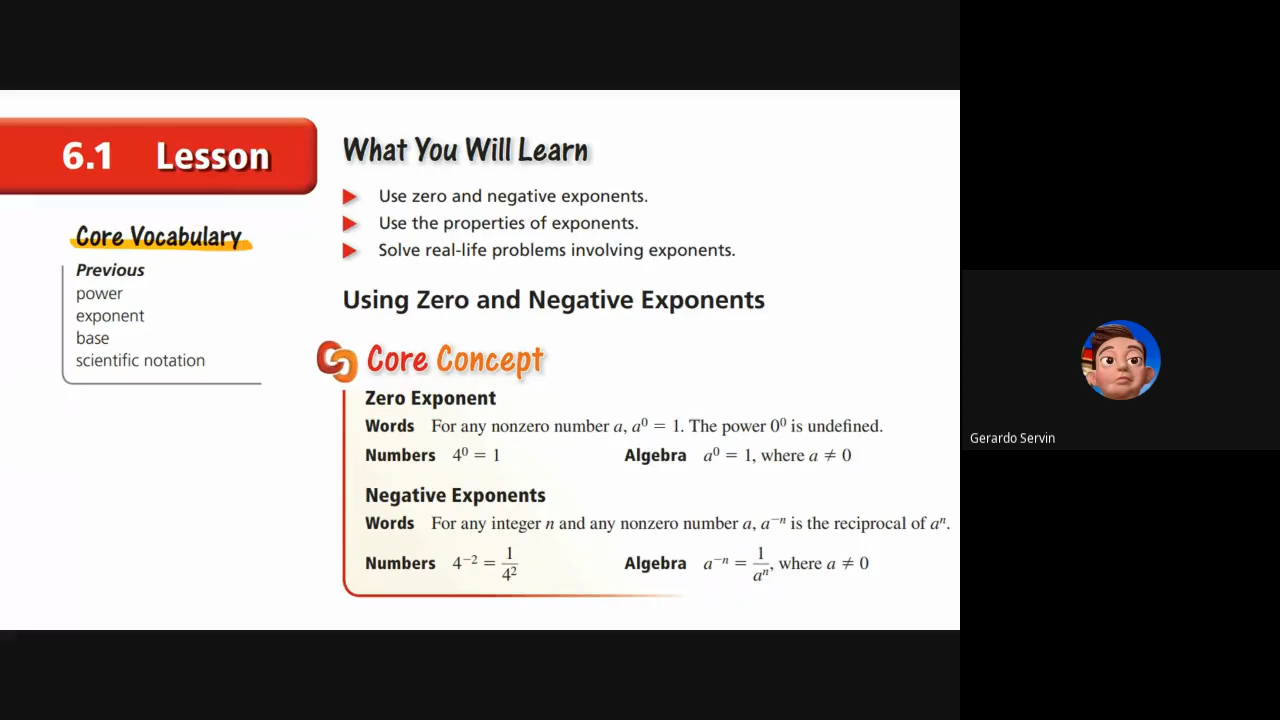 6.1 Lesson
Core Vocabulary
Previous
power
exponent
base
scientific notation
What You Will Learn
Use zero and negative exponents.
Use the properties of exponents.
Solve real-life problems involving exponents.
Using Zero and Negative Exponents
Core Concept
Zero Exponent
Words For any nonzero number a, a⁰ = 1. The power 0⁰ is undefined.
Numbers 4⁰ = 1 Algebra a⁰ = 1, where a ≠ 0
Negative Exponents
Words For any integer n and any nonzero number a, a⁻ⁿ is the reciprocal of aⁿ.
Numbers 4⁻² = 1/4² Algebra a⁻ⁿ = 1/aⁿ, where a ≠ 0
Gerardo Servin